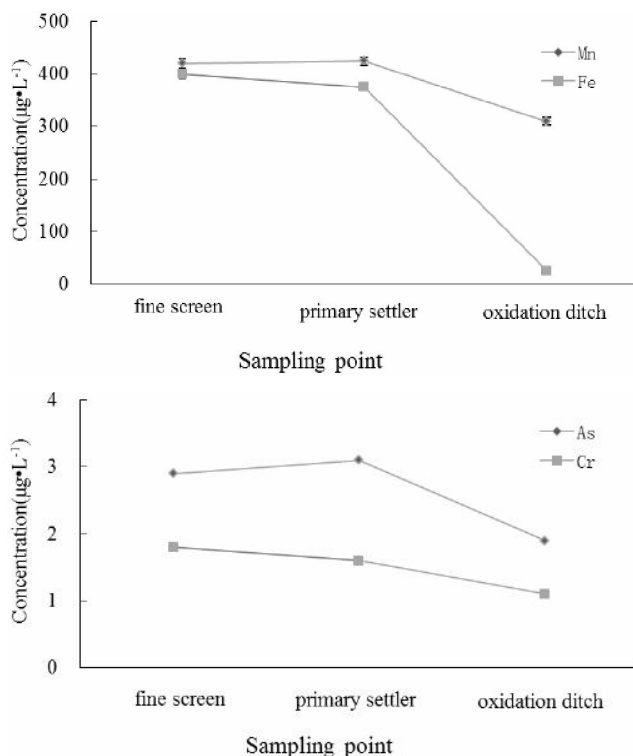 500
400
300
200
100
0
Concentration(μg•L⁻¹)
Mn
Fe
fine screen primary settler oxidation ditch
Sampling point
4
3
2
1
0
Concentration(μg•L⁻¹)
As
Cr
fine screen primary settler oxidation ditch
Sampling point